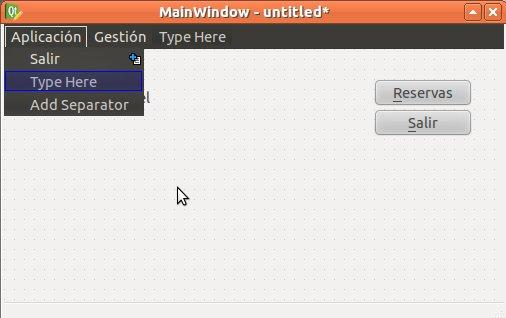 MainWindow - untitled*
Aplicación Gestión Type Here
Salir
Type Here
Add Separator
Reservas
Salir